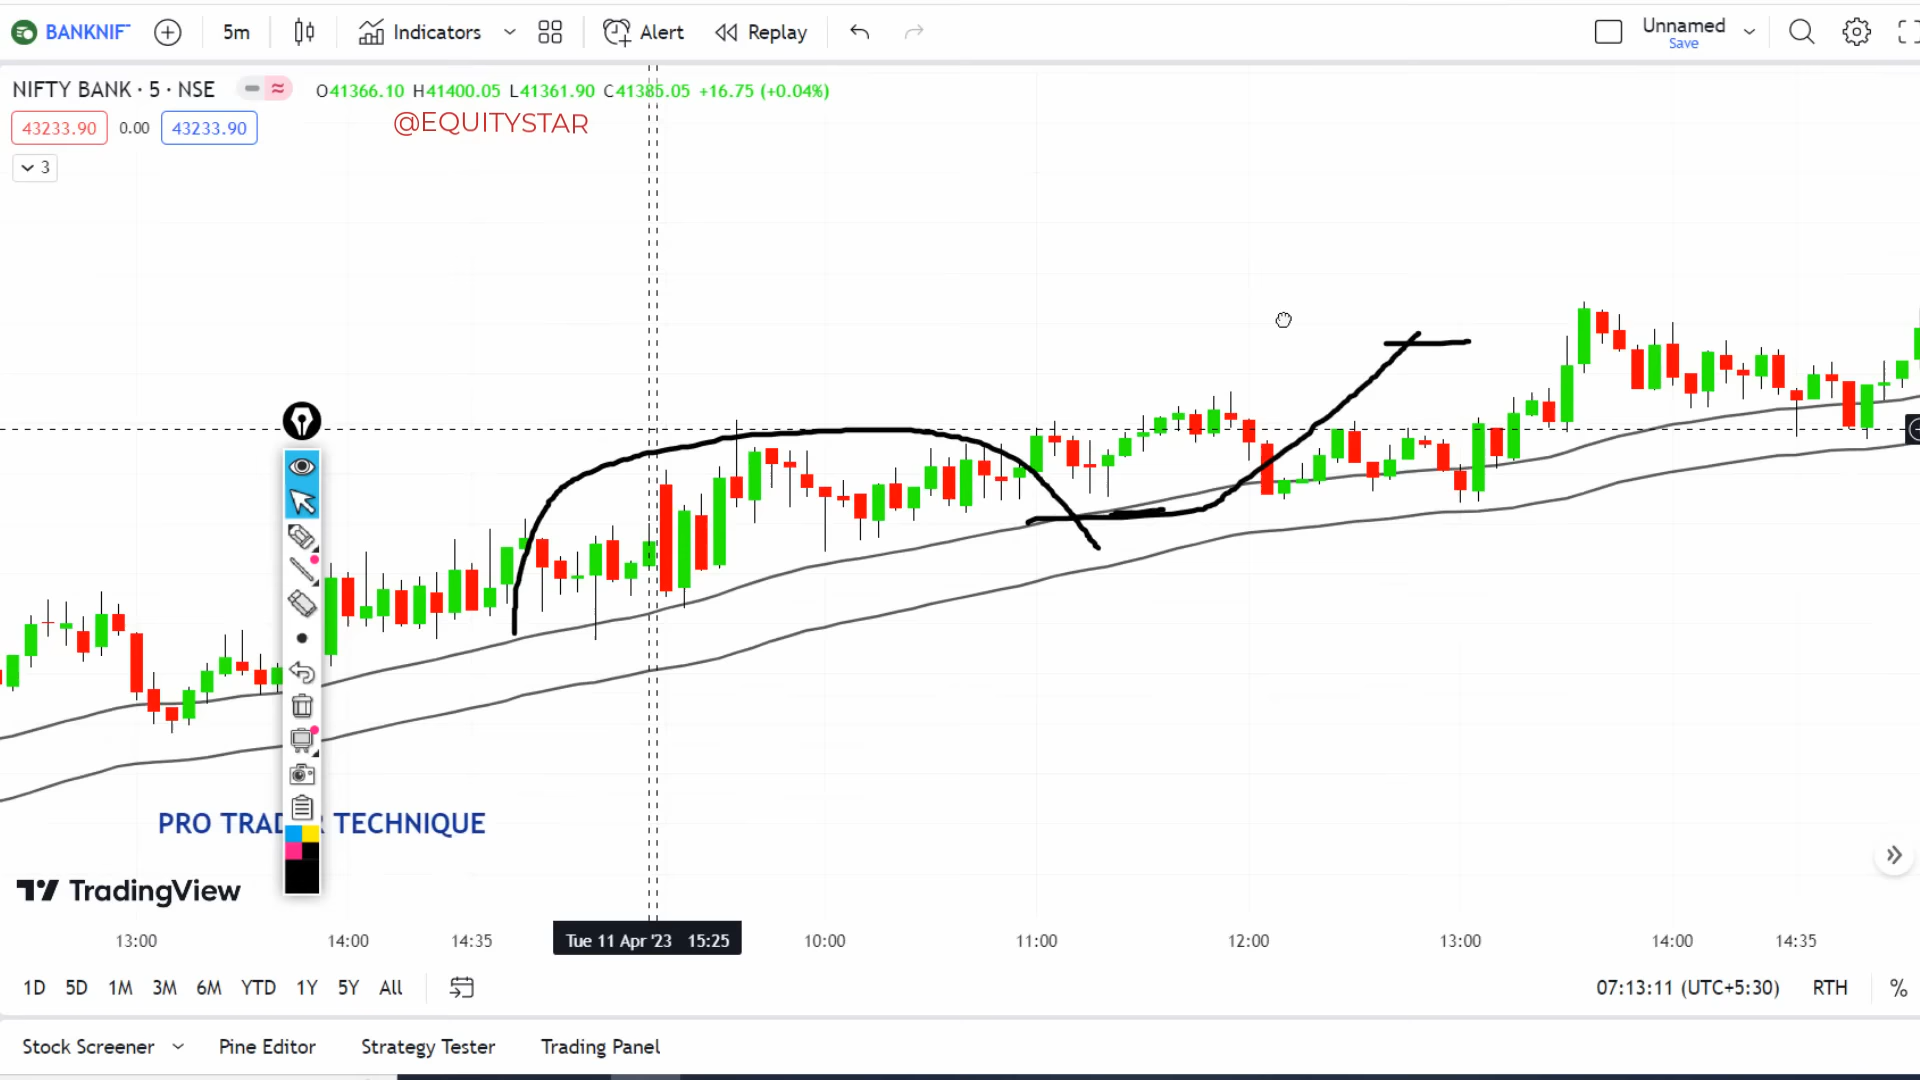 BANKNIFT
5m
Indicators
Alert
Replay
Unnamed
Save
NIFTY BANK · 5 · NSE
O41366.10 H41400.05 L41361.90 C41385.05 +16.75 (+0.04%)
@EQUITYSTAR
43233.90 0.00 43233.90
3
PRO TRADER TECHNIQUE
TradingView
13:00 14:00 14:35 Tue 11 Apr '23 15:25 10:00 11:00 12:00 13:00 14:00 14:35
1D 5D 1M 3M 6M YTD 1Y 5Y All 07:13:11 (UTC+5:30) RTH %
Stock Screener Pine Editor Strategy Tester Trading Panel